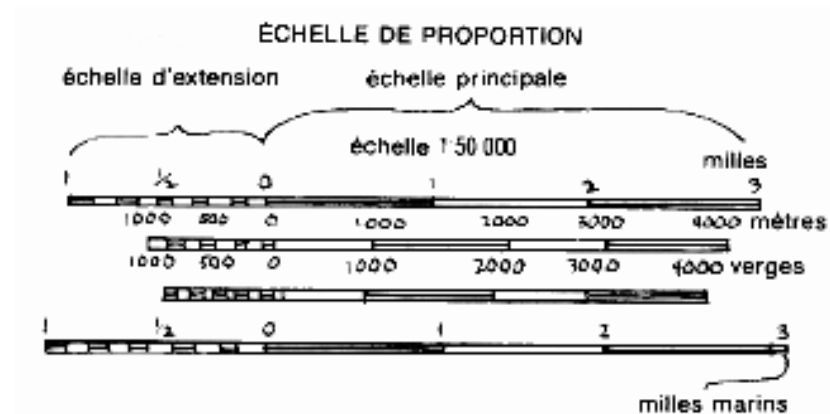 ÉCHELLE DE PROPORTION
échelle d'extension échelle principale
échelle 1:50 000
milles
1 ½ 0 1 2 3
1000 500 0 1000 2000 3000 4000 mètres
1000 500 0 1000 2000 3000 4000 verges
1 ½ 0 1 2 3
milles marins